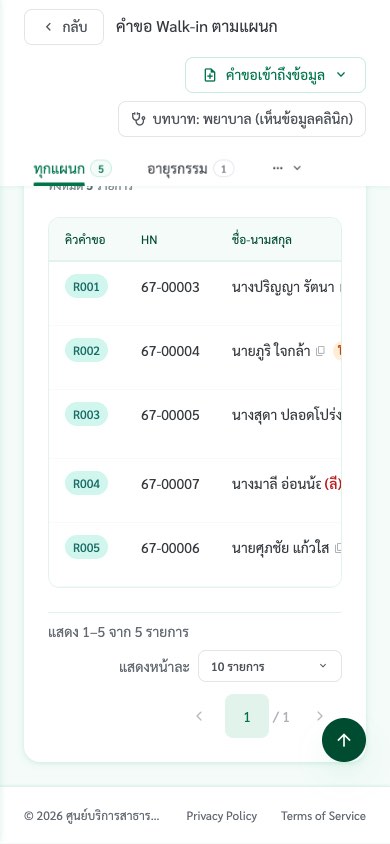 กลับ
คำขอ Walk-in ตามแผนก
คำขอเข้าถึงข้อมูล
บทบาท: พยาบาล (เห็นข้อมูลคลินิก)
ทุกแผนก 5 อายุรกรรม 1 ...
คิวคำขอ HN ชื่อ-นามสกุล
R001 67-00003 นางปริญญา รัตนา
R002 67-00004 นายภูริ ใจกล้า
R003 67-00005 นางสุดา ปลอดโปร่ง
R004 67-00007 นางมาลี อ่อนน้อ (ลี)
R005 67-00006 นายศุภชัย แก้วใส
แสดง 1–5 จาก 5 รายการ
แสดงหน้าละ 10 รายการ
1 / 1
© 2026 ศูนย์บริการสาธาร... Privacy Policy Terms of Service